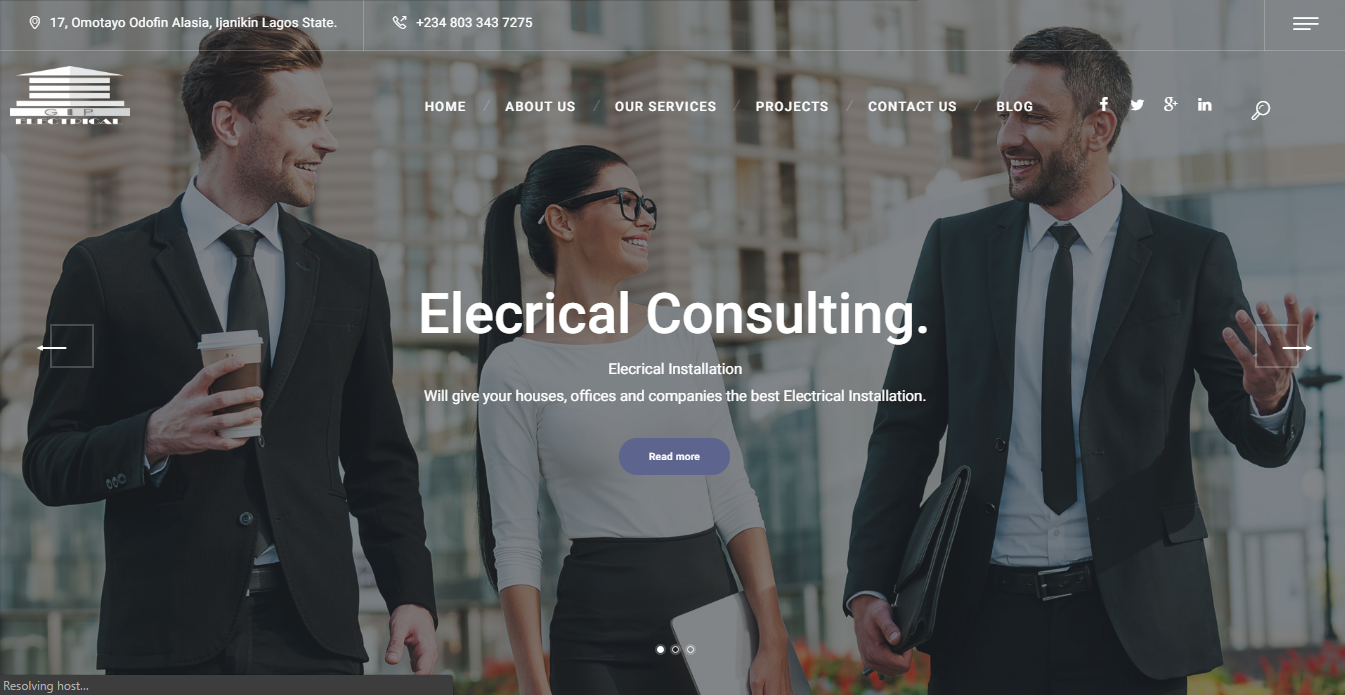 17, Omotayo Odofin Alasia, Ijanikin Lagos State.
+234 803 343 7275
GIP
ELECTRICAL
HOME / ABOUT US / OUR SERVICES / PROJECTS / CONTACT US / BLOG
Elecrical Consulting.
Elecrical Installation
Will give your houses, offices and companies the best Electrical Installation.
Read more
Resolving host...